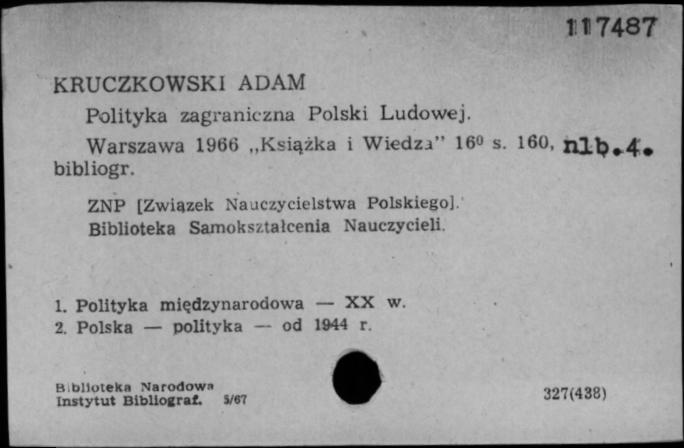 117487
KRUCZKOWSKI ADAM
Polityka zagraniczna Polski Ludowej.
Warszawa 1966 „Książka i Wiedza" 16⁰ s. 160, nlb.4.
bibliogr.
ZNP [Związek Nauczycielstwa Polskiego].
Biblioteka Samokształcenia Nauczycieli.
1. Polityka międzynarodowa — XX w.
2. Polska — polityka — od 1944 r.
Biblioteka Narodowa
Instytut Bibliograf. 5/67
327(438)